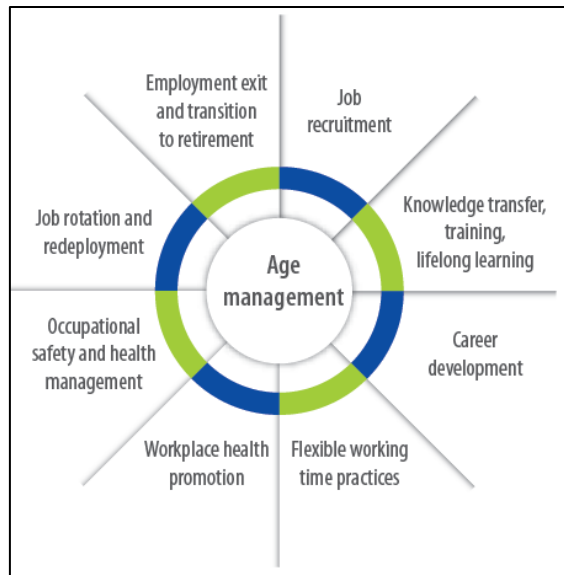 Employment exit
and transition
to retirement
Job
recruitment
Knowledge transfer,
training,
lifelong learning
Career
development
Flexible working
time practices
Workplace health
promotion
Occupational
safety and health
management
Job rotation and
redeployment
Age
management